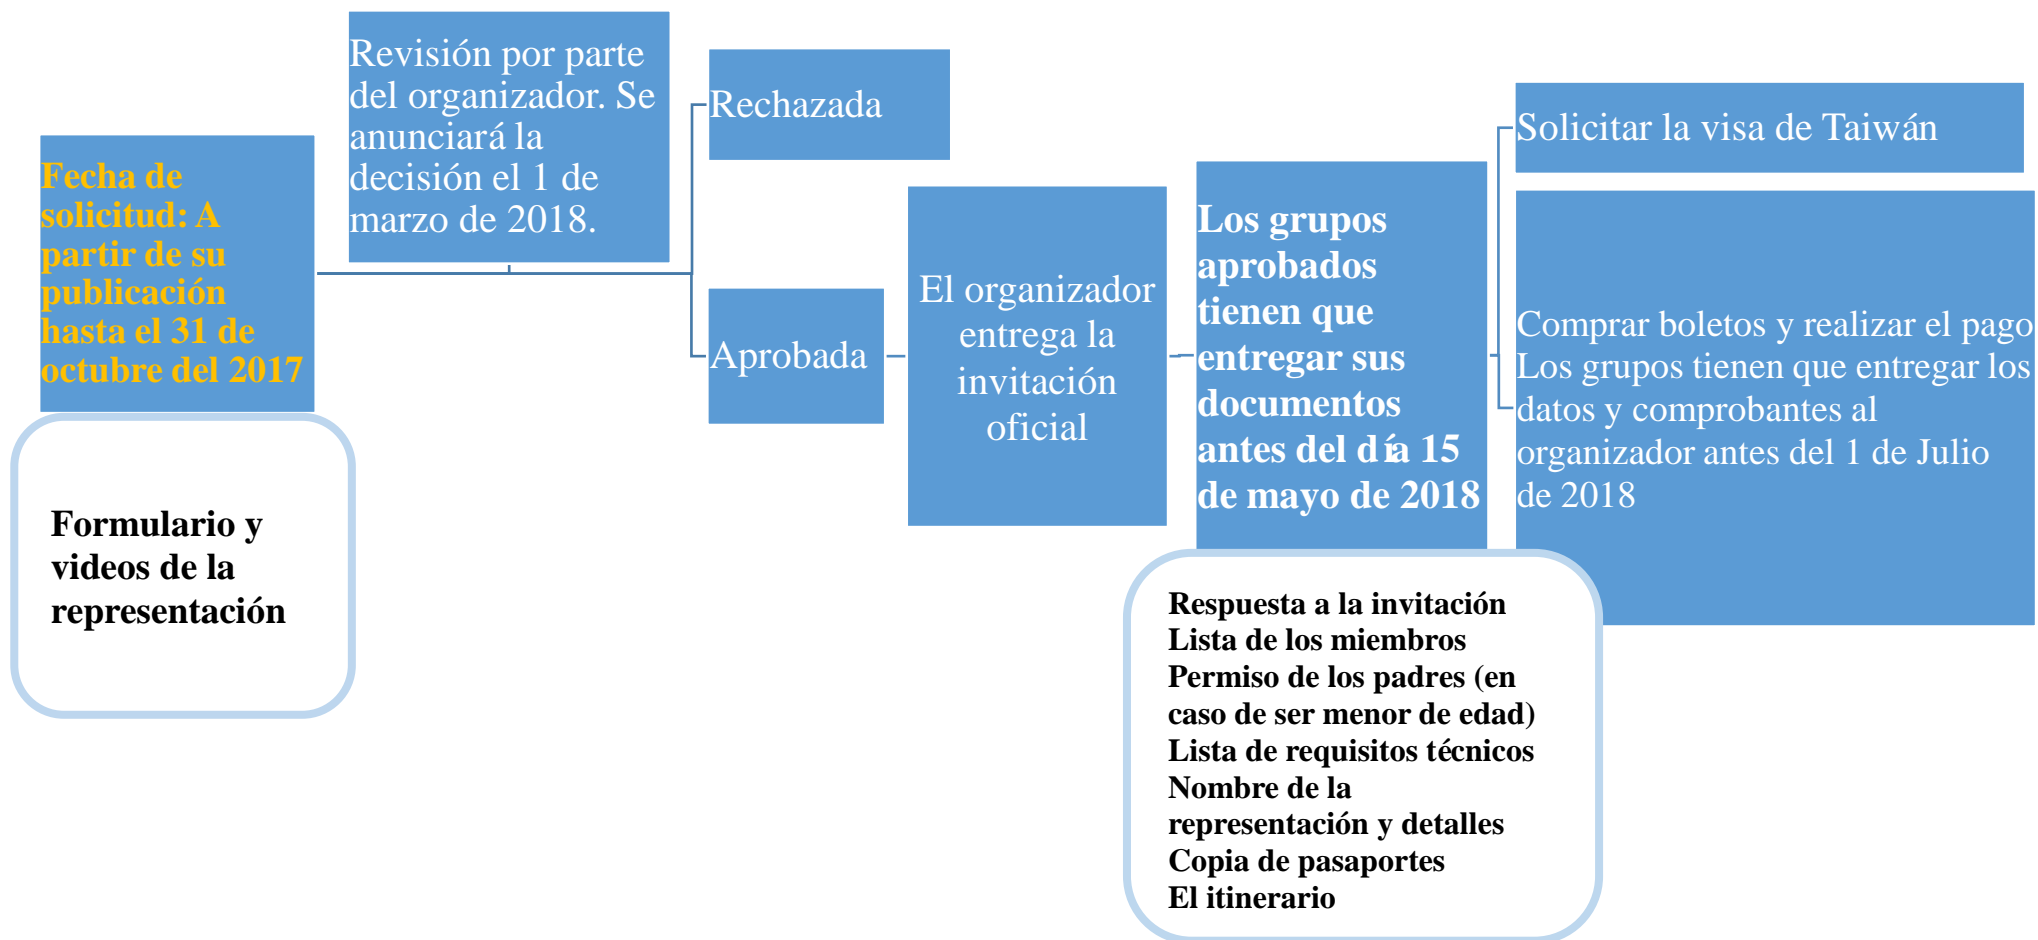 Fecha de
solicitud: A
partir de su
publicación
hasta el 31 de
octubre del 2017
Formulario y
videos de la
representación
Revisión por parte
del organizador. Se
anunciará la
decisión el 1 de
marzo de 2018.
Rechazada
Aprobada
El organizador
entrega la
invitación
oficial
Los grupos
aprobados
tienen que
entregar sus
documentos
antes del día 15
de mayo de 2018
Respuesta a la invitación
Lista de los miembros
Permiso de los padres (en
caso de ser menor de edad)
Lista de requisitos técnicos
Nombre de la
representación y detalles
Copia de pasaportes
El itinerario
Solicitar la visa de Taiwán
Comprar boletos y realizar el pago
Los grupos tienen que entregar los
datos y comprobantes al
organizador antes del 1 de Julio
de 2018